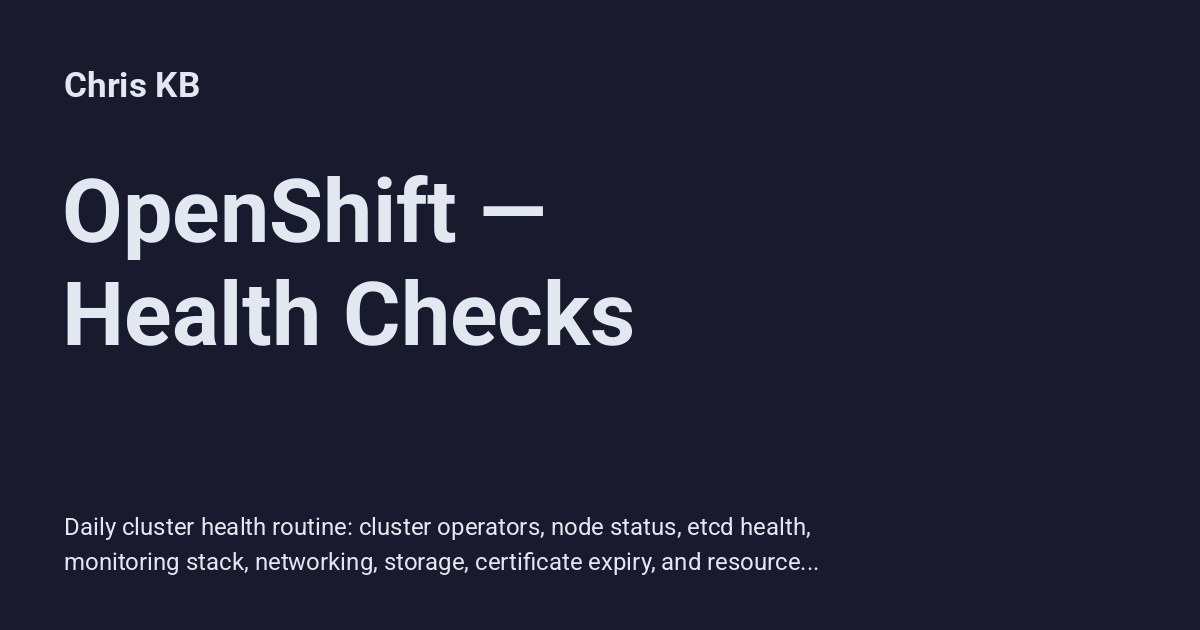 Chris KB
OpenShift —
Health Checks
Daily cluster health routine: cluster operators, node status, etcd health,
monitoring stack, networking, storage, certificate expiry, and resource...